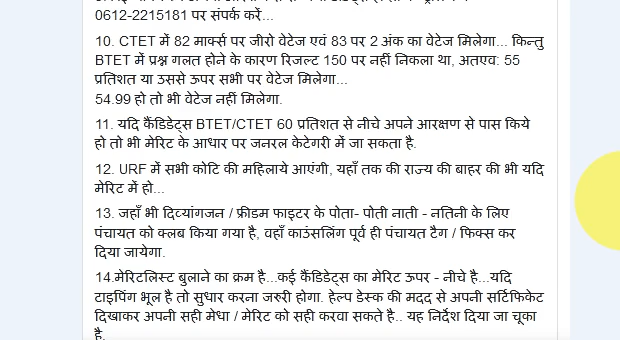 0612-2215181 पर संपर्क करें...
10. CTET में 82 मार्क्स पर जीरो वेटेज एवं 83 पर 2 अंक का वेटेज मिलेगा... किन्तु
BTET में प्रश्न गलत होने के कारण रिजल्ट 150 पर नहीं निकला था, अतएव: 55
प्रतिशत या उससे ऊपर सभी पर वेटेज मिलेगा...
54.99 हो तो भी वेटेज नहीं मिलेगा.
11. यदि कैंडिडेट्स BTET/CTET 60 प्रतिशत से नीचे अपने आरक्षण से पास किये
हो तो भी मेरिट के आधार पर जनरल केटेगरी में जा सकता है.
12. URF में सभी कोटि की महिलाये आएंगी, यहाँ तक की राज्य की बाहर की भी यदि
मेरिट में हो...
13. जहाँ भी दिव्यांगजन / फ्रीडम फाइटर के पोता- पोती नाती - नतिनी के लिए
पंचायत को क्लब किया गया है, वहाँ काउंसलिंग पूर्व ही पंचायत टैग / फिक्स कर
दिया जायेगा.
14.मेरिटलिस्ट बुलाने का क्रम है...कई कैंडिडेट्स का मेरिट ऊपर - नीचे है...यदि
टाइपिंग भूल है तो सुधार करना जरुरी होगा. हेल्प डेस्क की मदद से अपनी सर्टिफिकेट
दिखाकर अपनी सही मेधा / मेरिट को सही करवा सकते है.. यह निर्देश दिया जा चूका
है.